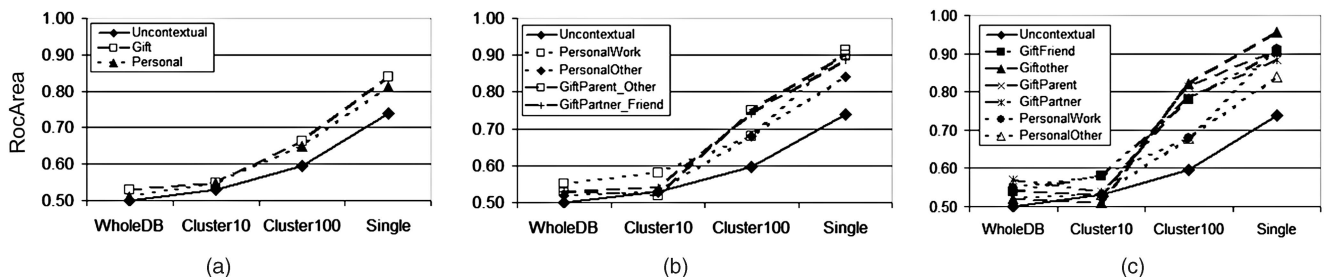 RocArea
1.00
0.90
0.80
0.70
0.60
0.50
Uncontextual
Gift
Personal
WholeDB Cluster10 Cluster100 Single
(a)
1.00
0.90
0.80
0.70
0.60
0.50
Uncontextual
PersonalWork
PersonalOther
GiftParent_Other
GiftPartner_Friend
WholeDB Cluster10 Cluster100 Single
(b)
1.00
0.90
0.80
0.70
0.60
0.50
Uncontextual
GiftFriend
Giftother
GiftParent
GiftPartner
PersonalWork
PersonalOther
WholeDB Cluster10 Cluster100 Single
(c)